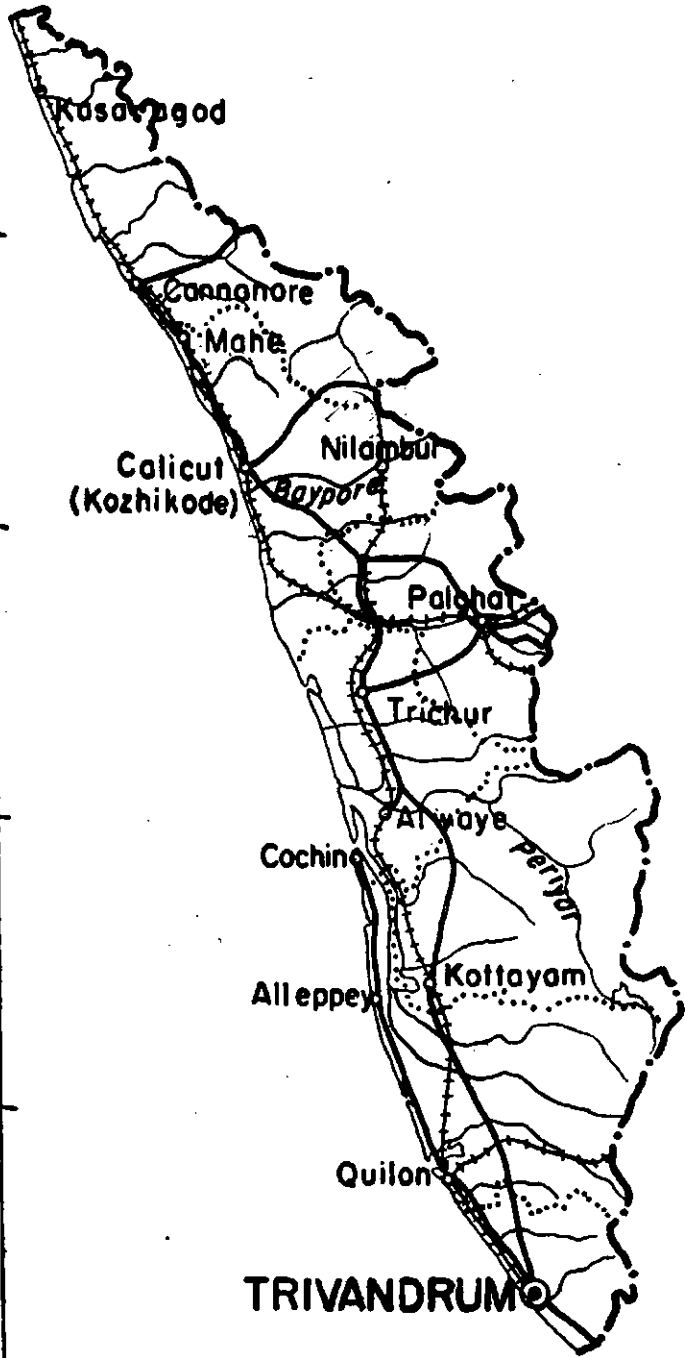 Kasaragod
Cannanore
Mahe
Nilambur
Calicut
(Kozhikode)
Baypore
Palghat
Trichur
Alwaye
Cochin
Periyar
Kottayam
Alleppey
Quilon
TRIVANDRUM